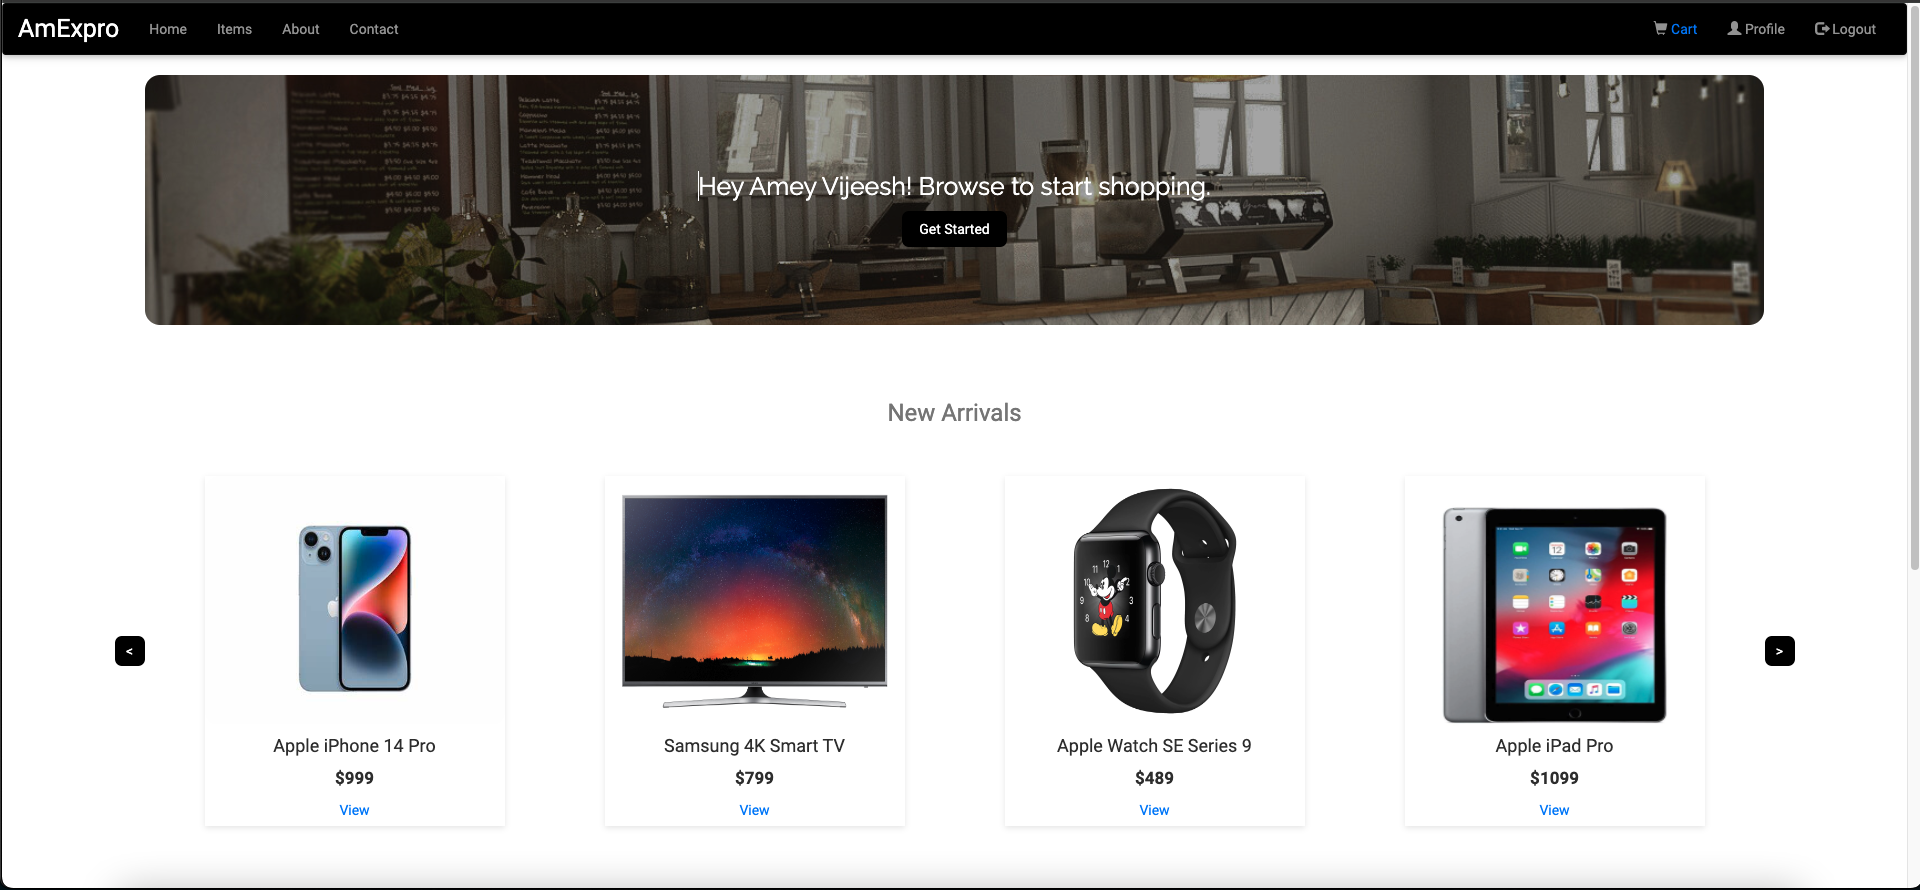 AmExpro Home Items About Contact Cart Profile Logout
Hey Amey Vijeesh! Browse to start shopping.
Get Started
New Arrivals
< >
Apple iPhone 14 Pro
$999
View
Samsung 4K Smart TV
$799
View
Apple Watch SE Series 9
$489
View
Apple iPad Pro
$1099
View